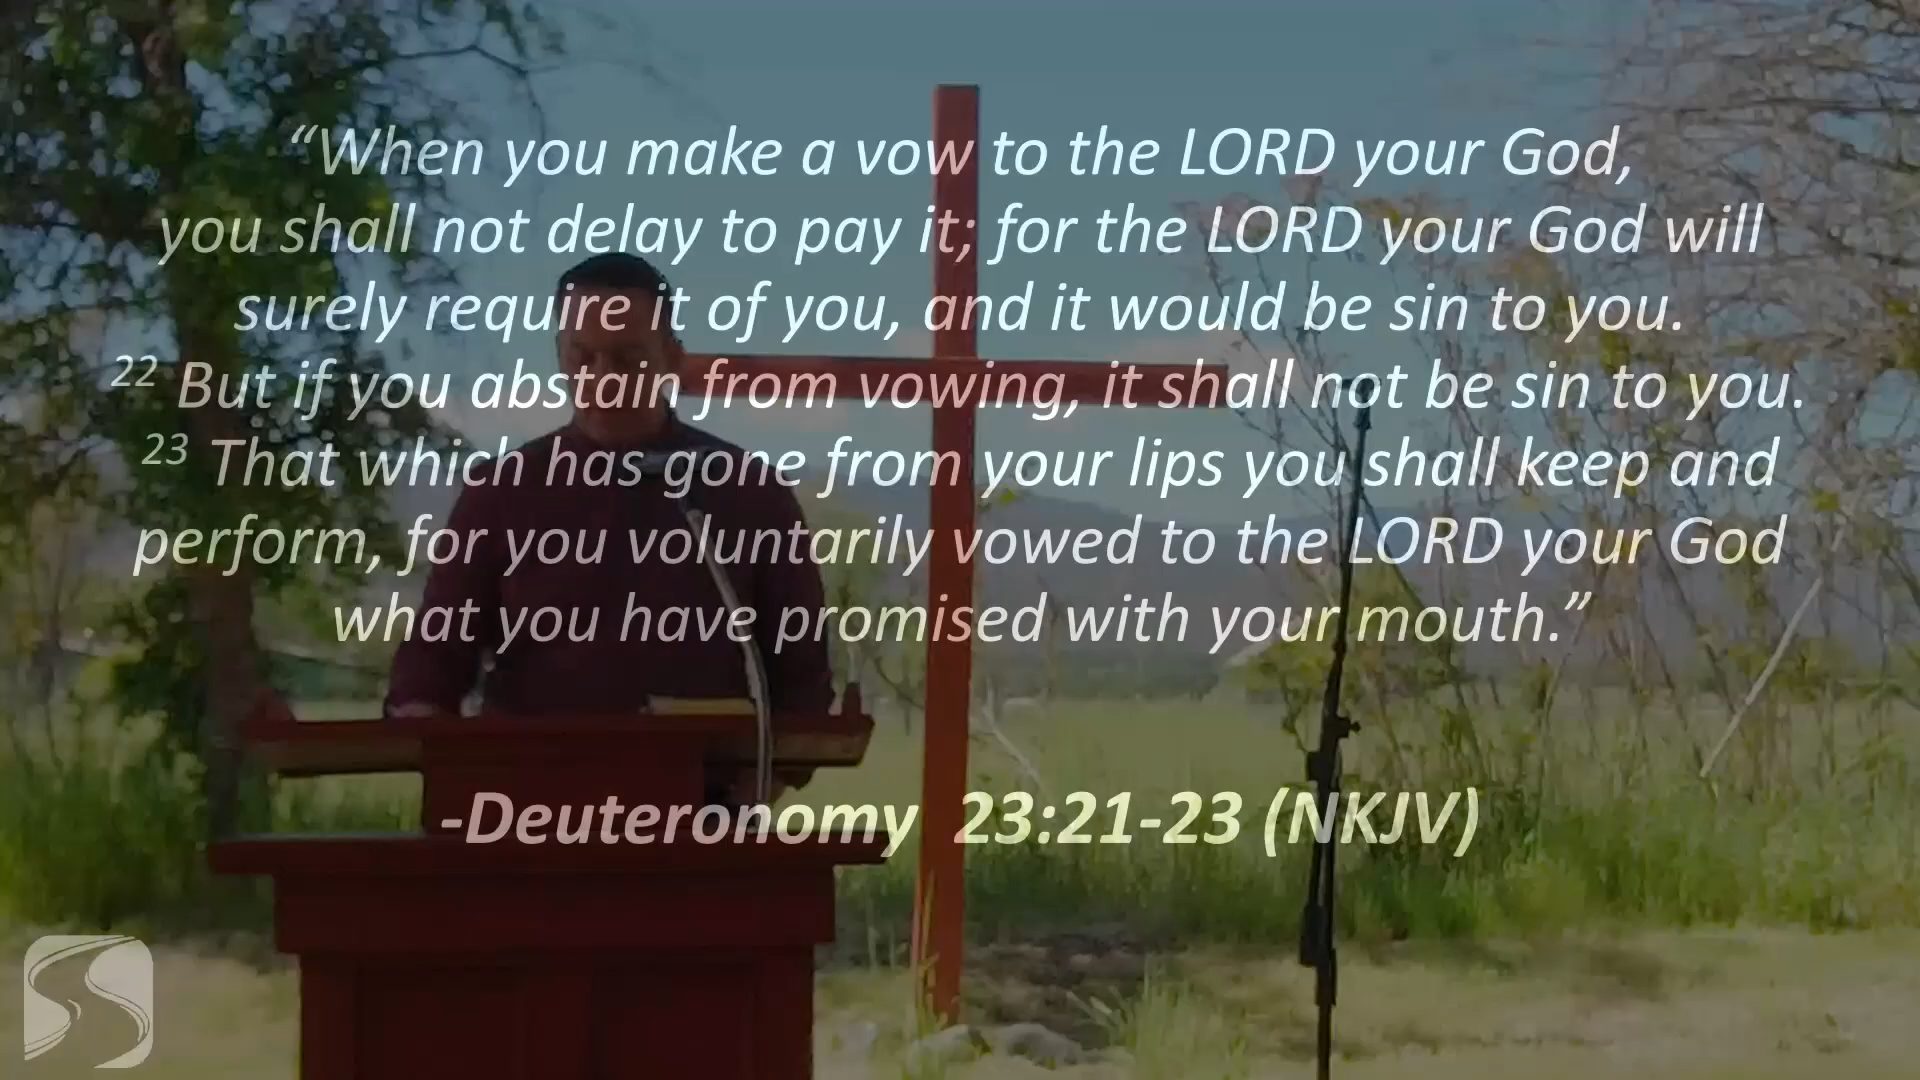 “When you make a vow to the LORD your God,
you shall not delay to pay it; for the LORD your God will
surely require it of you, and it would be sin to you.
22 But if you abstain from vowing, it shall not be sin to you.
23 That which has gone from your lips you shall keep and
perform, for you voluntarily vowed to the LORD your God
what you have promised with your mouth.”
-Deuteronomy  23:21-23 (NKJV)